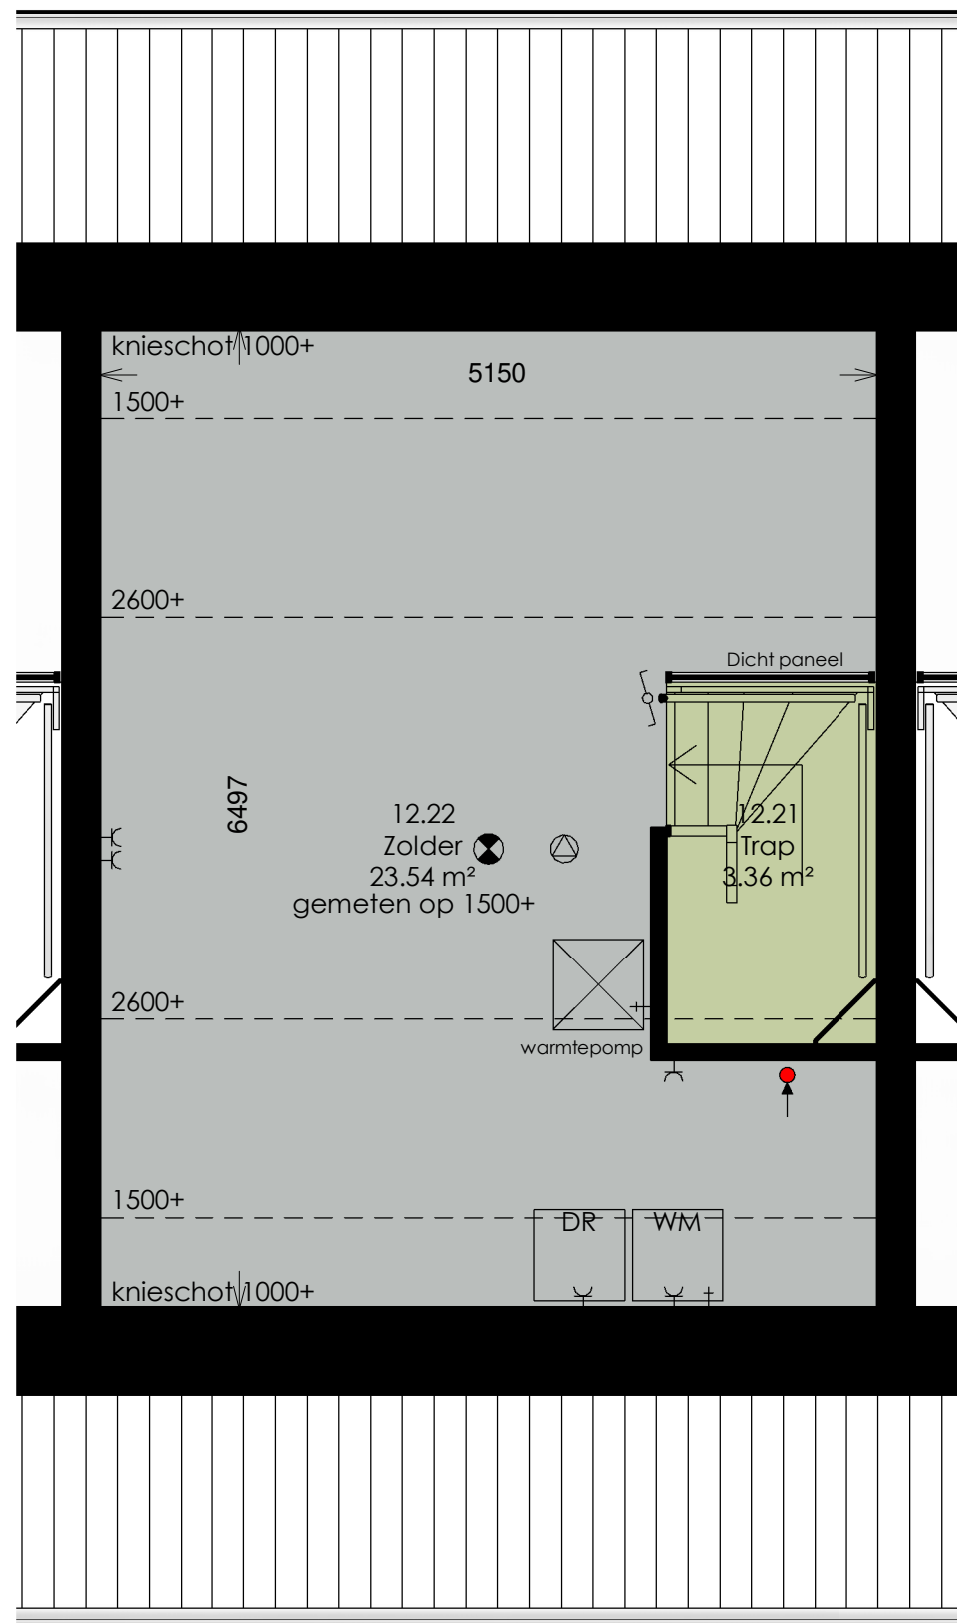 knieschot 1000+
5150
1500+
2600+
Dicht paneel
6497
12.22
Zolder
23.54 m²
gemeten op 1500+
12.21
Trap
3.36 m²
2600+
warmtepomp
1500+
DR
WM
knieschot 1000+